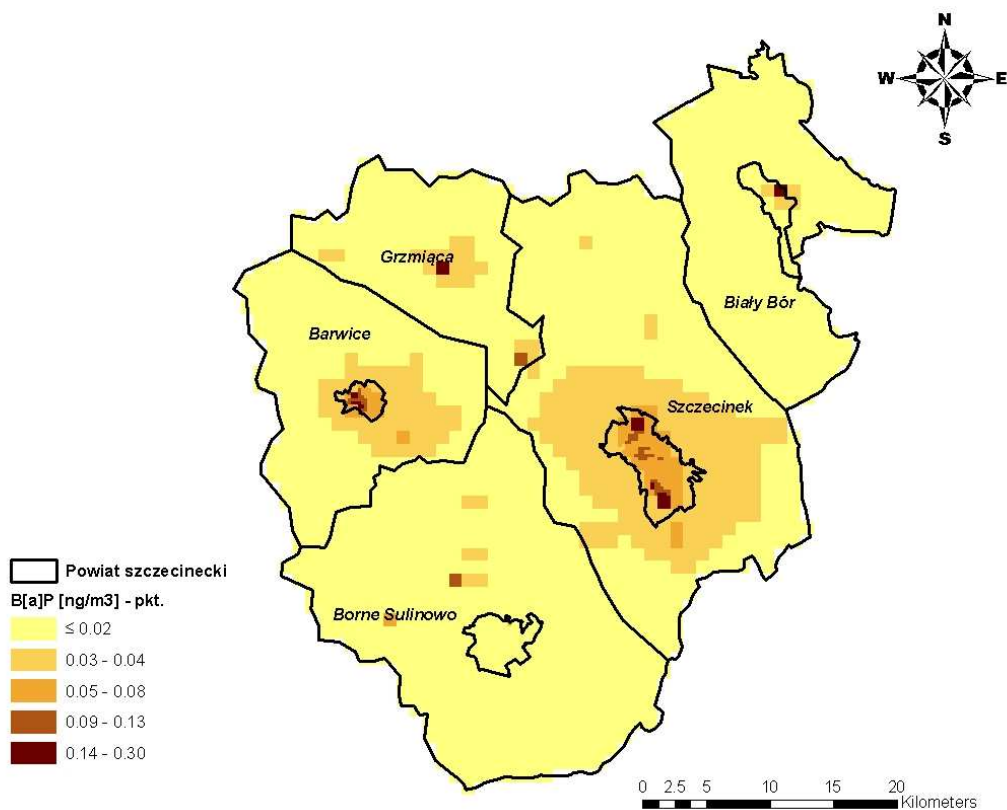 N
W E
S
Grzmiąca
Biały Bór
Barwice
Szczecinek
Borne Sulinowo
Powiat szczecinecki
B[a]P [ng/m3] - pkt.
≤ 0.02
0.03 - 0.04
0.05 - 0.08
0.09 - 0.13
0.14 - 0.30
0 2.5 5 10 15 20
Kilometers